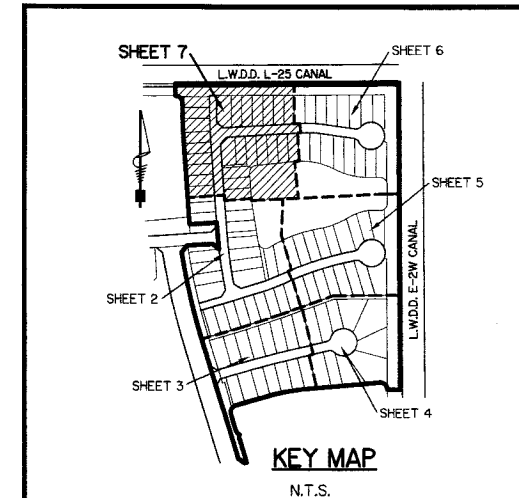 SHEET 7
SHEET 6
L.W.D.D. L-25 CANAL
SHEET 5
L.W.D.D. E-2W CANAL
SHEET 2
SHEET 3
SHEET 4
KEY MAP
N.T.S.